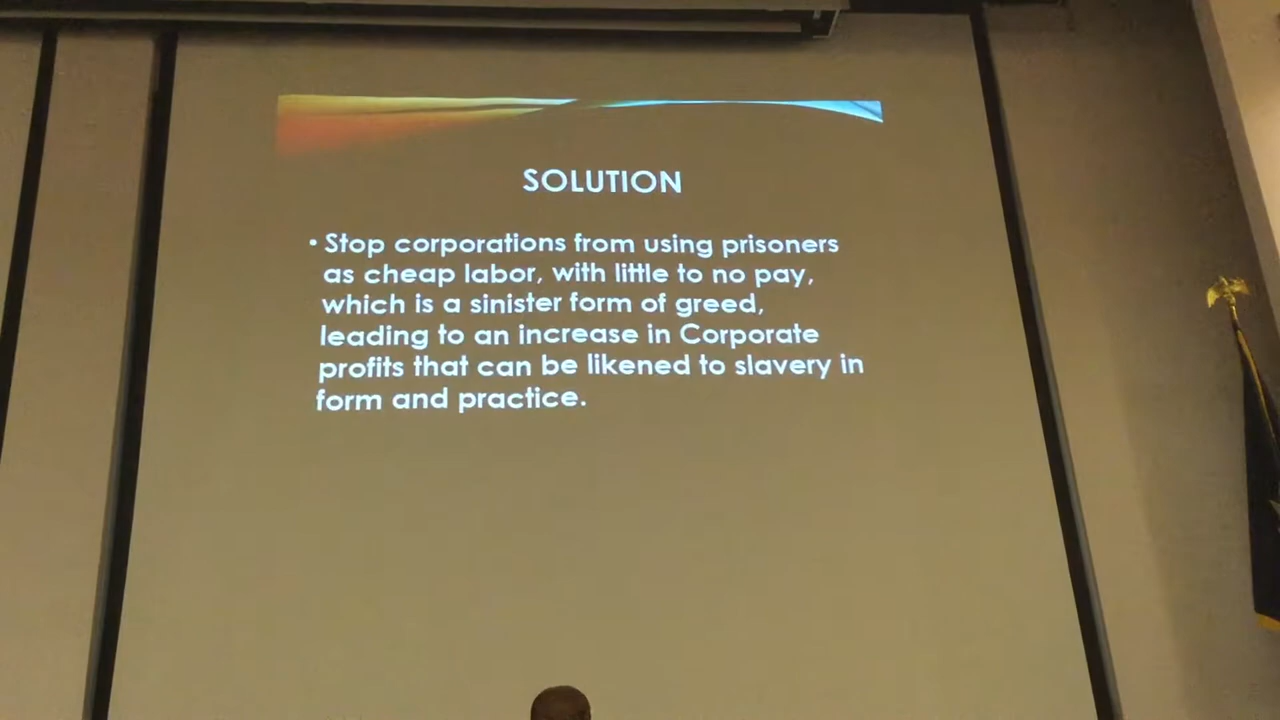 SOLUTION
• Stop corporations from using prisoners
as cheap labor, with little to no pay,
which is a sinister form of greed,
leading to an increase in Corporate
profits that can be likened to slavery in
form and practice.